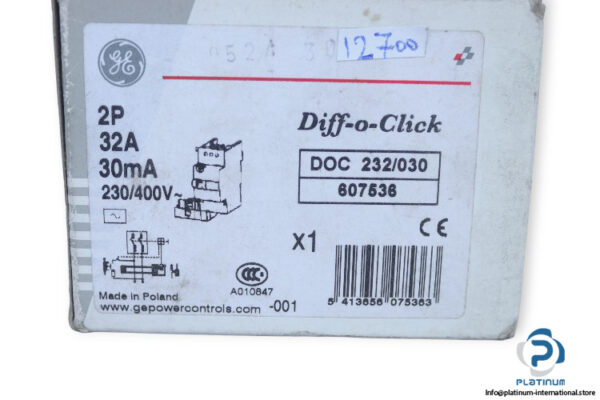 GE
12700
2P
32A
30mA
230/400V~
Diff-o-Click
DOC 232/030
607536
X1
CE
CCC
A010847
5 413656 075363
Made in Poland
www.gepowercontrols.com -001
PLATINUM
Info@platinum-international.store